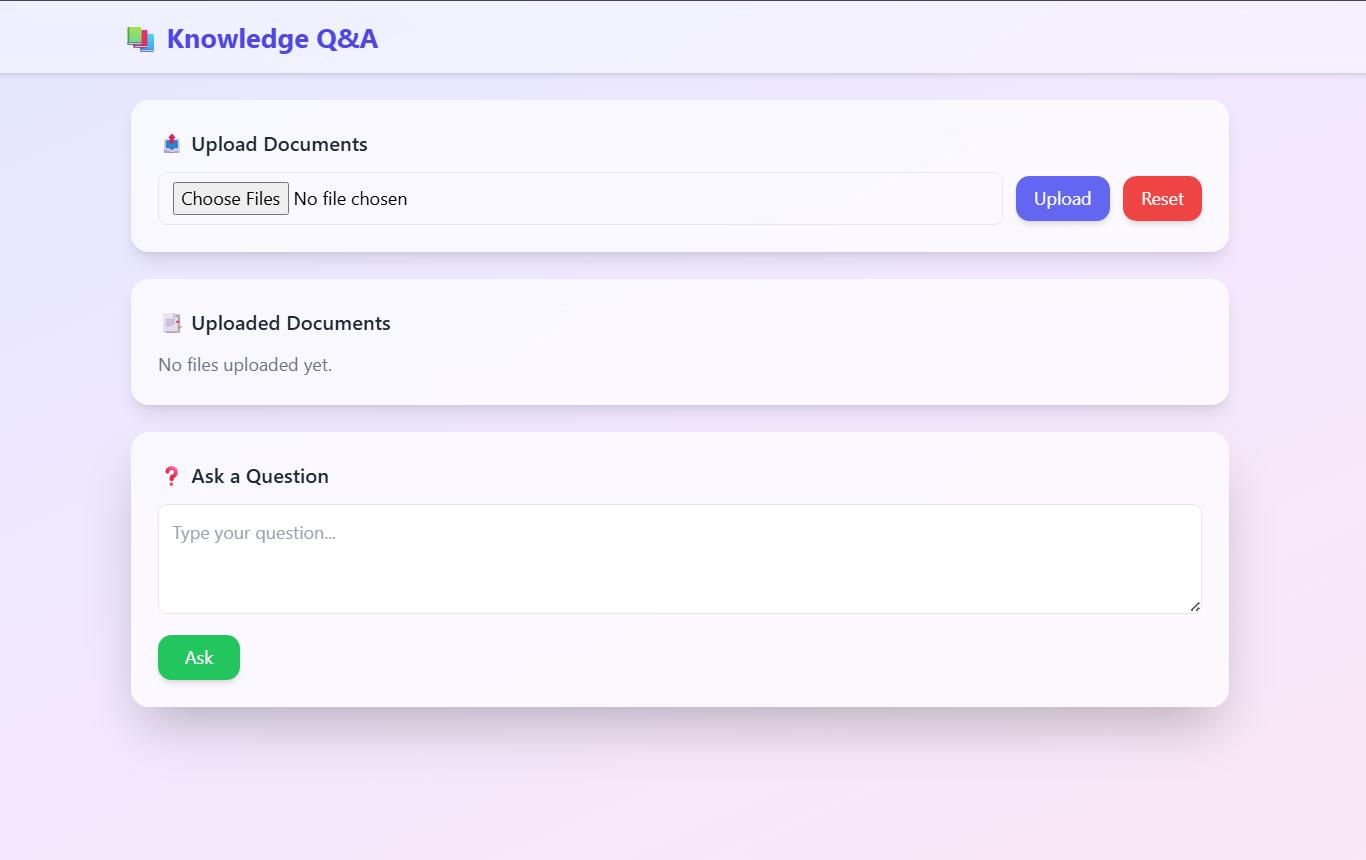 Knowledge Q&A
Upload Documents
Choose Files No file chosen
Upload
Reset
Uploaded Documents
No files uploaded yet.
Ask a Question
Type your question...
Ask